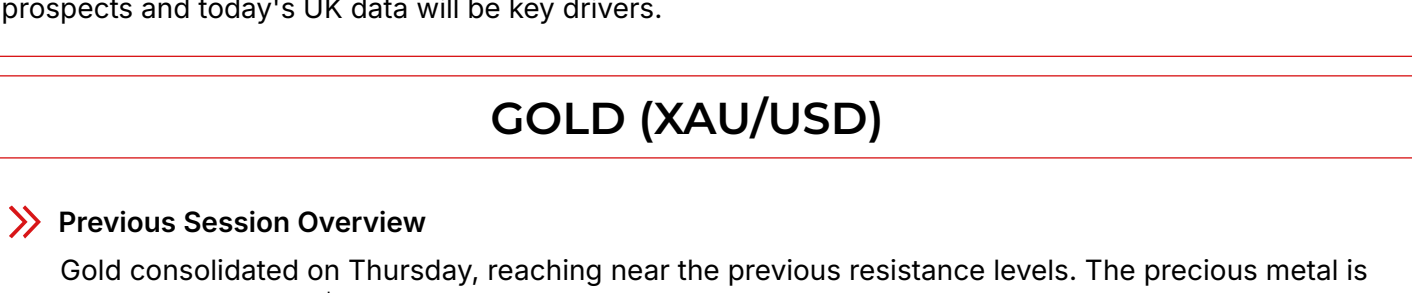 prospects and today's UK data will be key drivers.
GOLD (XAU/USD)
Previous Session Overview
Gold consolidated on Thursday, reaching near the previous resistance levels. The precious metal is